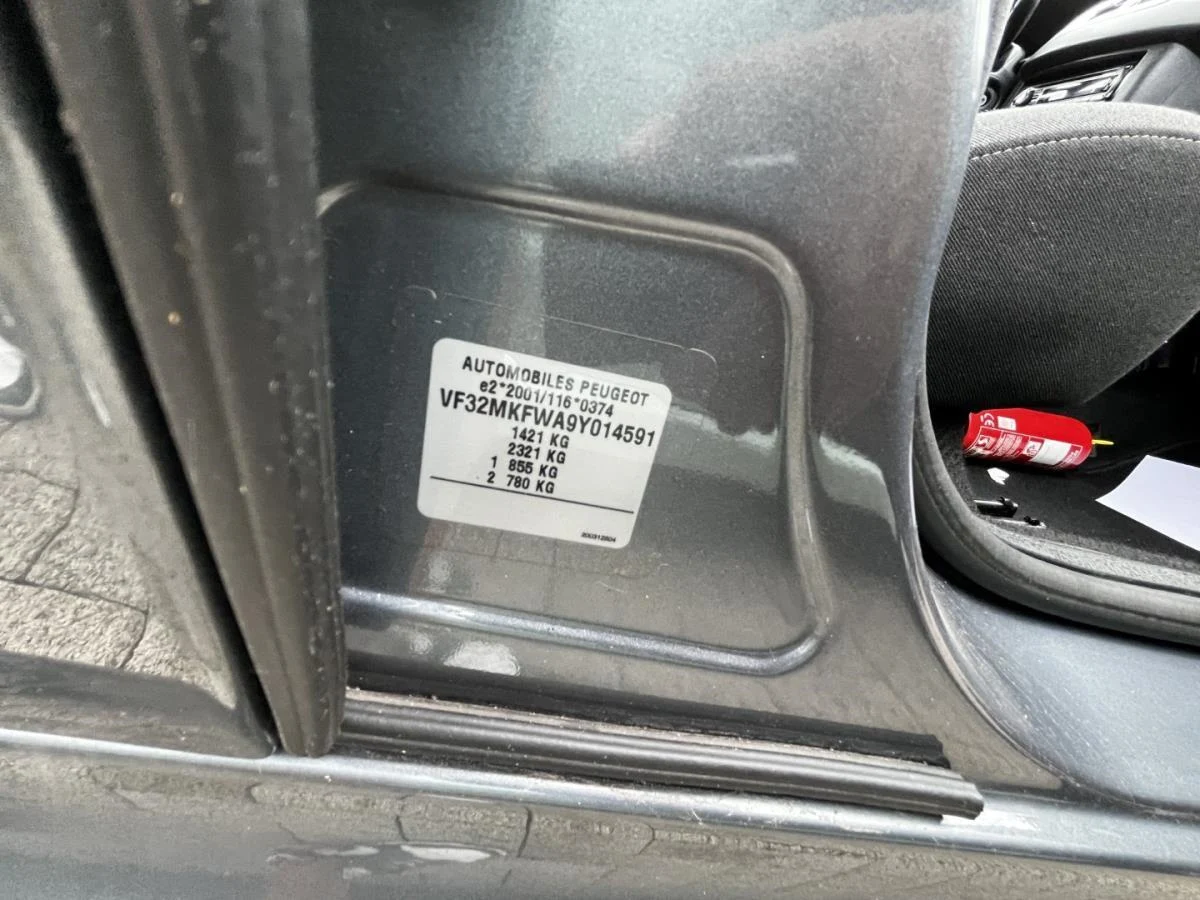 AUTOMOBILES PEUGEOT
e2*2001/116*0374
VF32MKFWA9Y014591
1421 KG
2321 KG
1 855 KG
2 780 KG